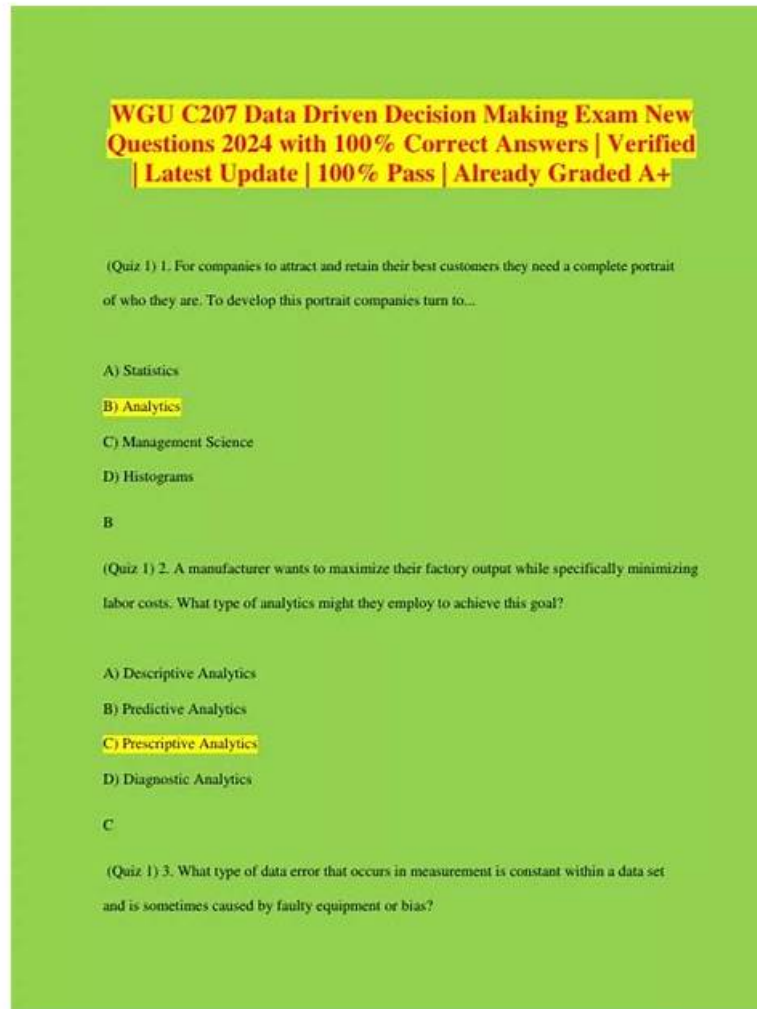 WGU C207 Data Driven Decision Making Exam New
Questions 2024 with 100% Correct Answers | Verified
| Latest Update | 100% Pass | Already Graded A+
(Quiz 1) 1. For companies to attract and retain their best customers they need a complete portrait
of who they are. To develop this portrait companies turn to...
A) Statistics
B) Analytics
C) Management Science
D) Histograms
B
(Quiz 1) 2. A manufacturer wants to maximize their factory output while specifically minimizing
labor costs. What type of analytics might they employ to achieve this goal?
A) Descriptive Analytics
B) Predictive Analytics
C) Prescriptive Analytics
D) Diagnostic Analytics
C
(Quiz 1) 3. What type of data error that occurs in measurement is constant within a data set
and is sometimes caused by faulty equipment or bias?